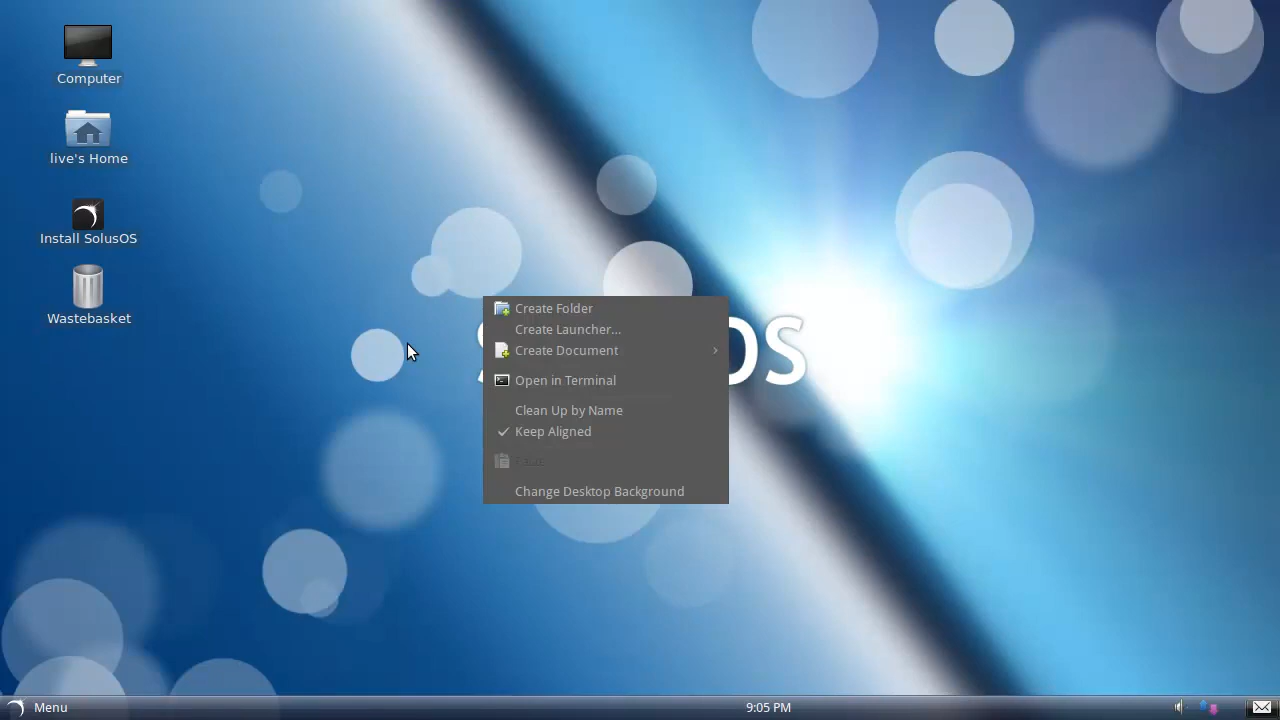 Computer
live's Home
Install SolusOS
Wastebasket
S
OS
Create Folder
Create Launcher...
Create Document
Open in Terminal
Clean Up by Name
Keep Aligned
Paste
Change Desktop Background
Menu
9:05 PM